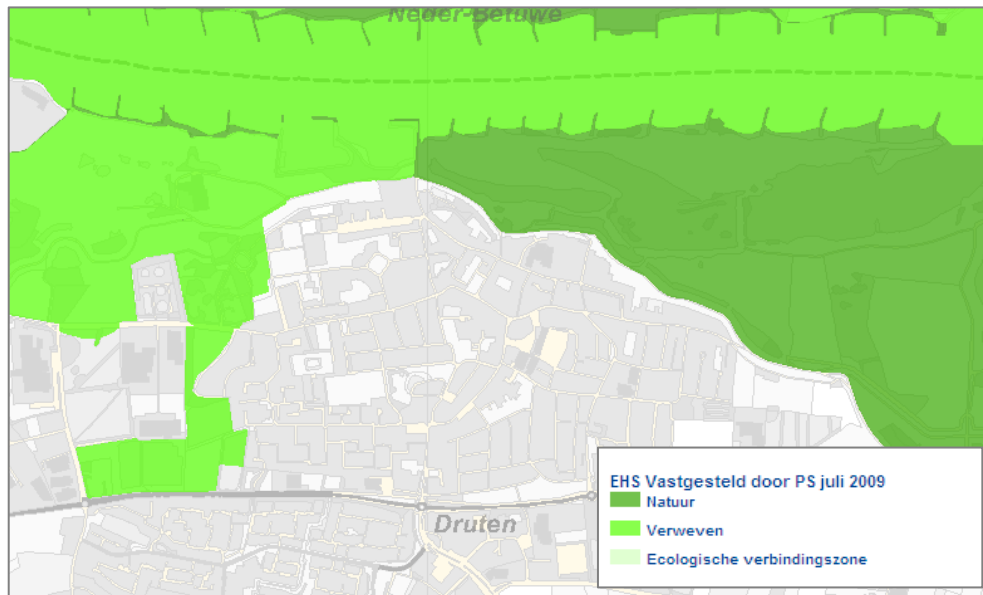 Neder-Betuwe
Druten
EHS Vastgesteld door PS juli 2009
Natuur
Verweven
Ecologische verbindingszone